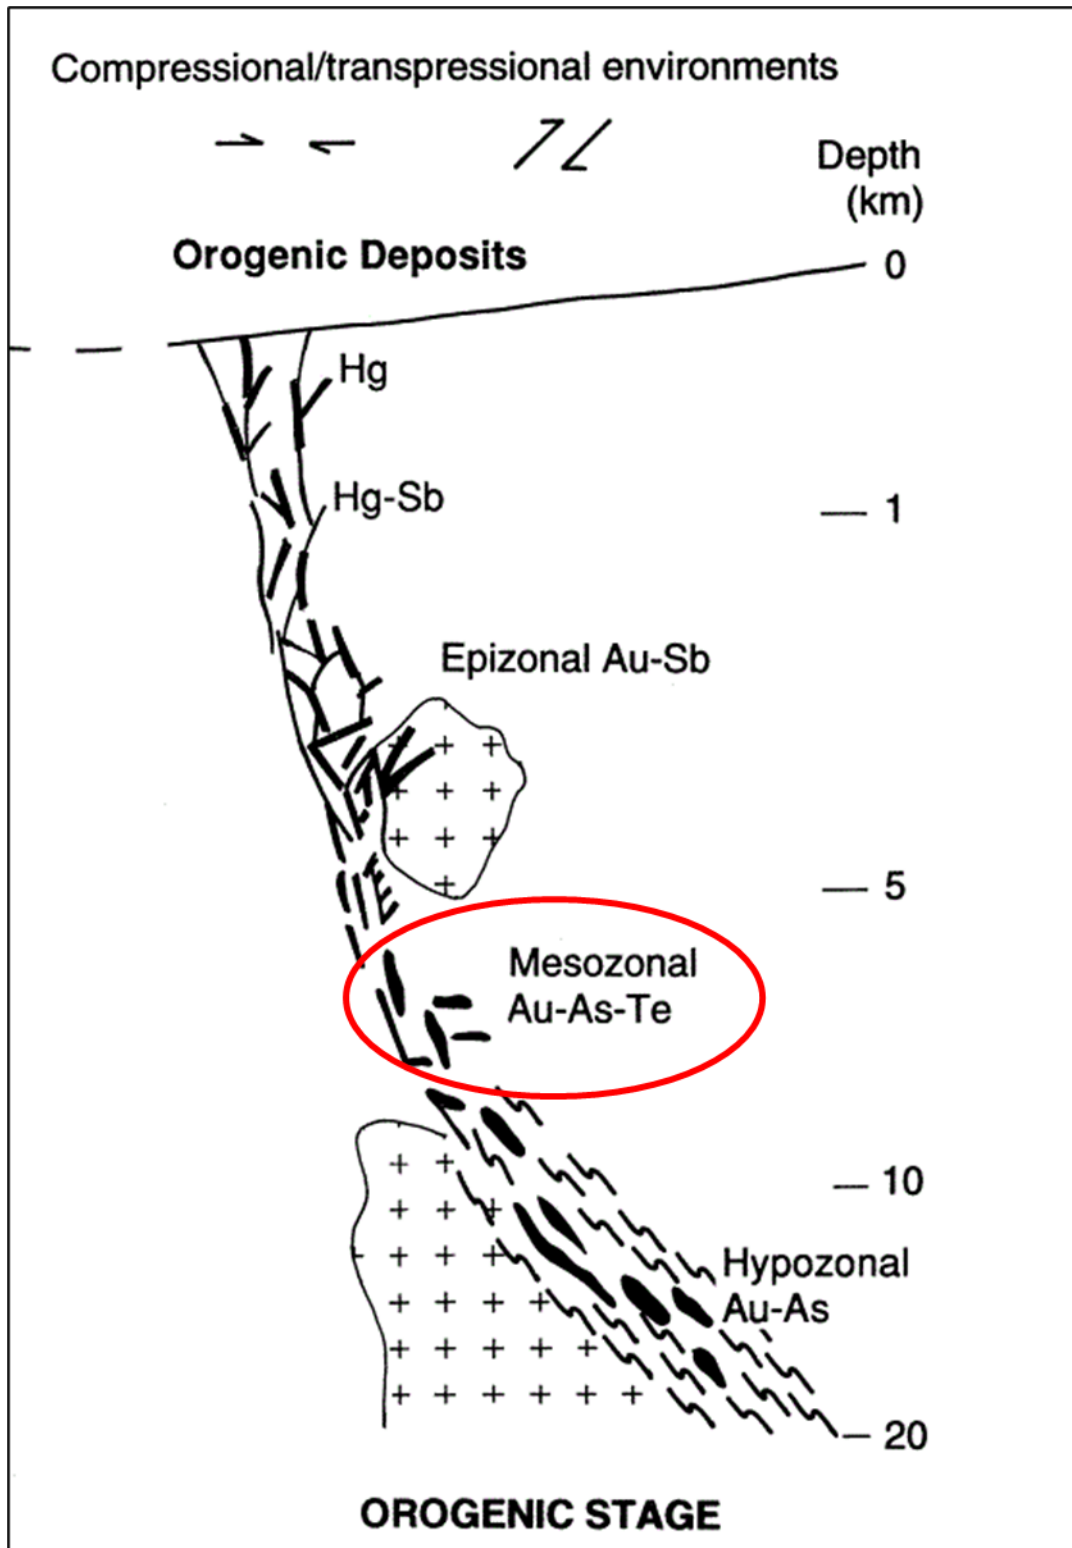 Compressional/transpressional environments
Depth
(km)
Orogenic Deposits
0
Hg
Hg-Sb
1
Epizonal Au-Sb
5
Mesozonal
Au-As-Te
10
Hypozonal
Au-As
20
OROGENIC STAGE